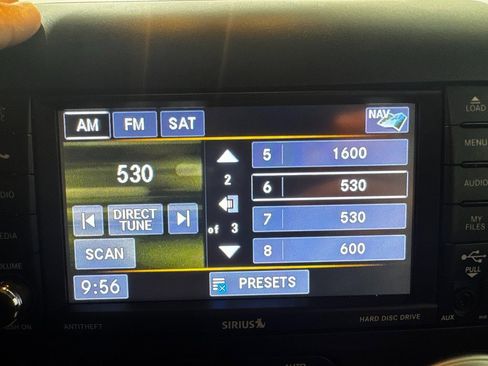 AM FM SAT NAV
530
2
of 3
DIRECT
TUNE
SCAN
5 1600
6 530
7 530
8 600
9:56 PRESETS
LOAD
MENU
AUDIO
MY
FILES
PULL
AUX
ANTITHEFT
SIRIUS
HARD DISC DRIVE